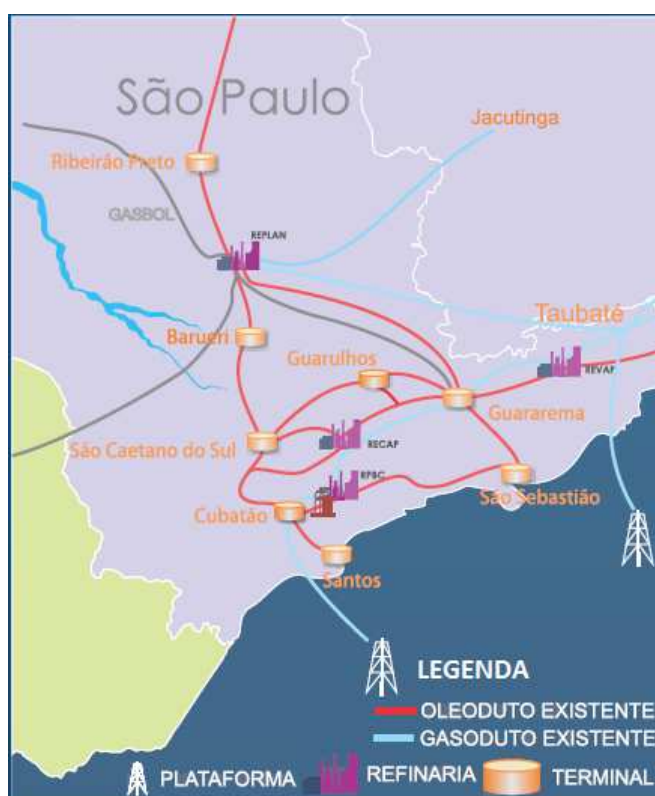 São Paulo
Jacutinga
Ribeirão Preto
GASBOL
REPLAN
Taubaté
Barueri
Guarulhos
REVAP
Guararema
São Caetano do Sul
RECAP
RPBC
São Sebastião
Cubatão
Santos
LEGENDA
OLEODUTO EXISTENTE
GASODUTO EXISTENTE
PLATAFORMA
REFINARIA
TERMINAL